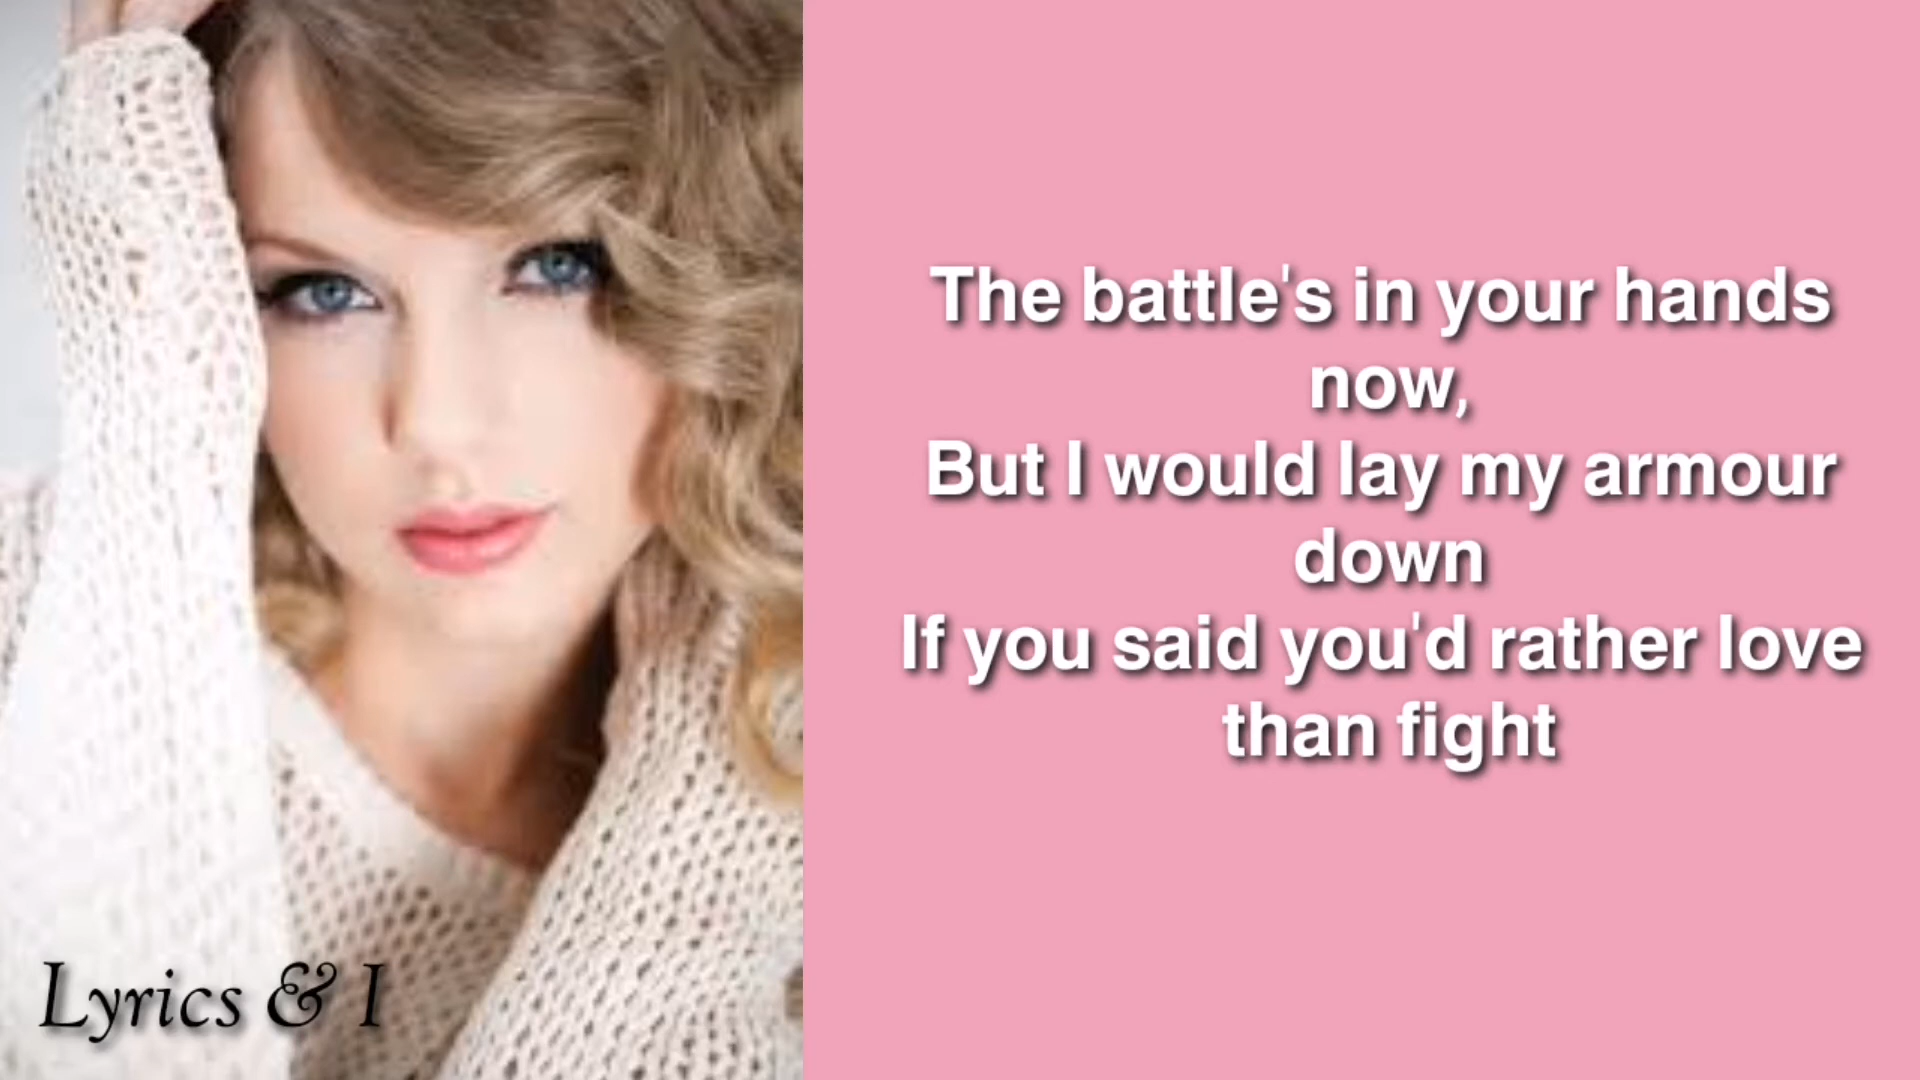 The battle's in your hands
now,
But I would lay my armour
down
If you said you'd rather love
than fight
Lyrics & I